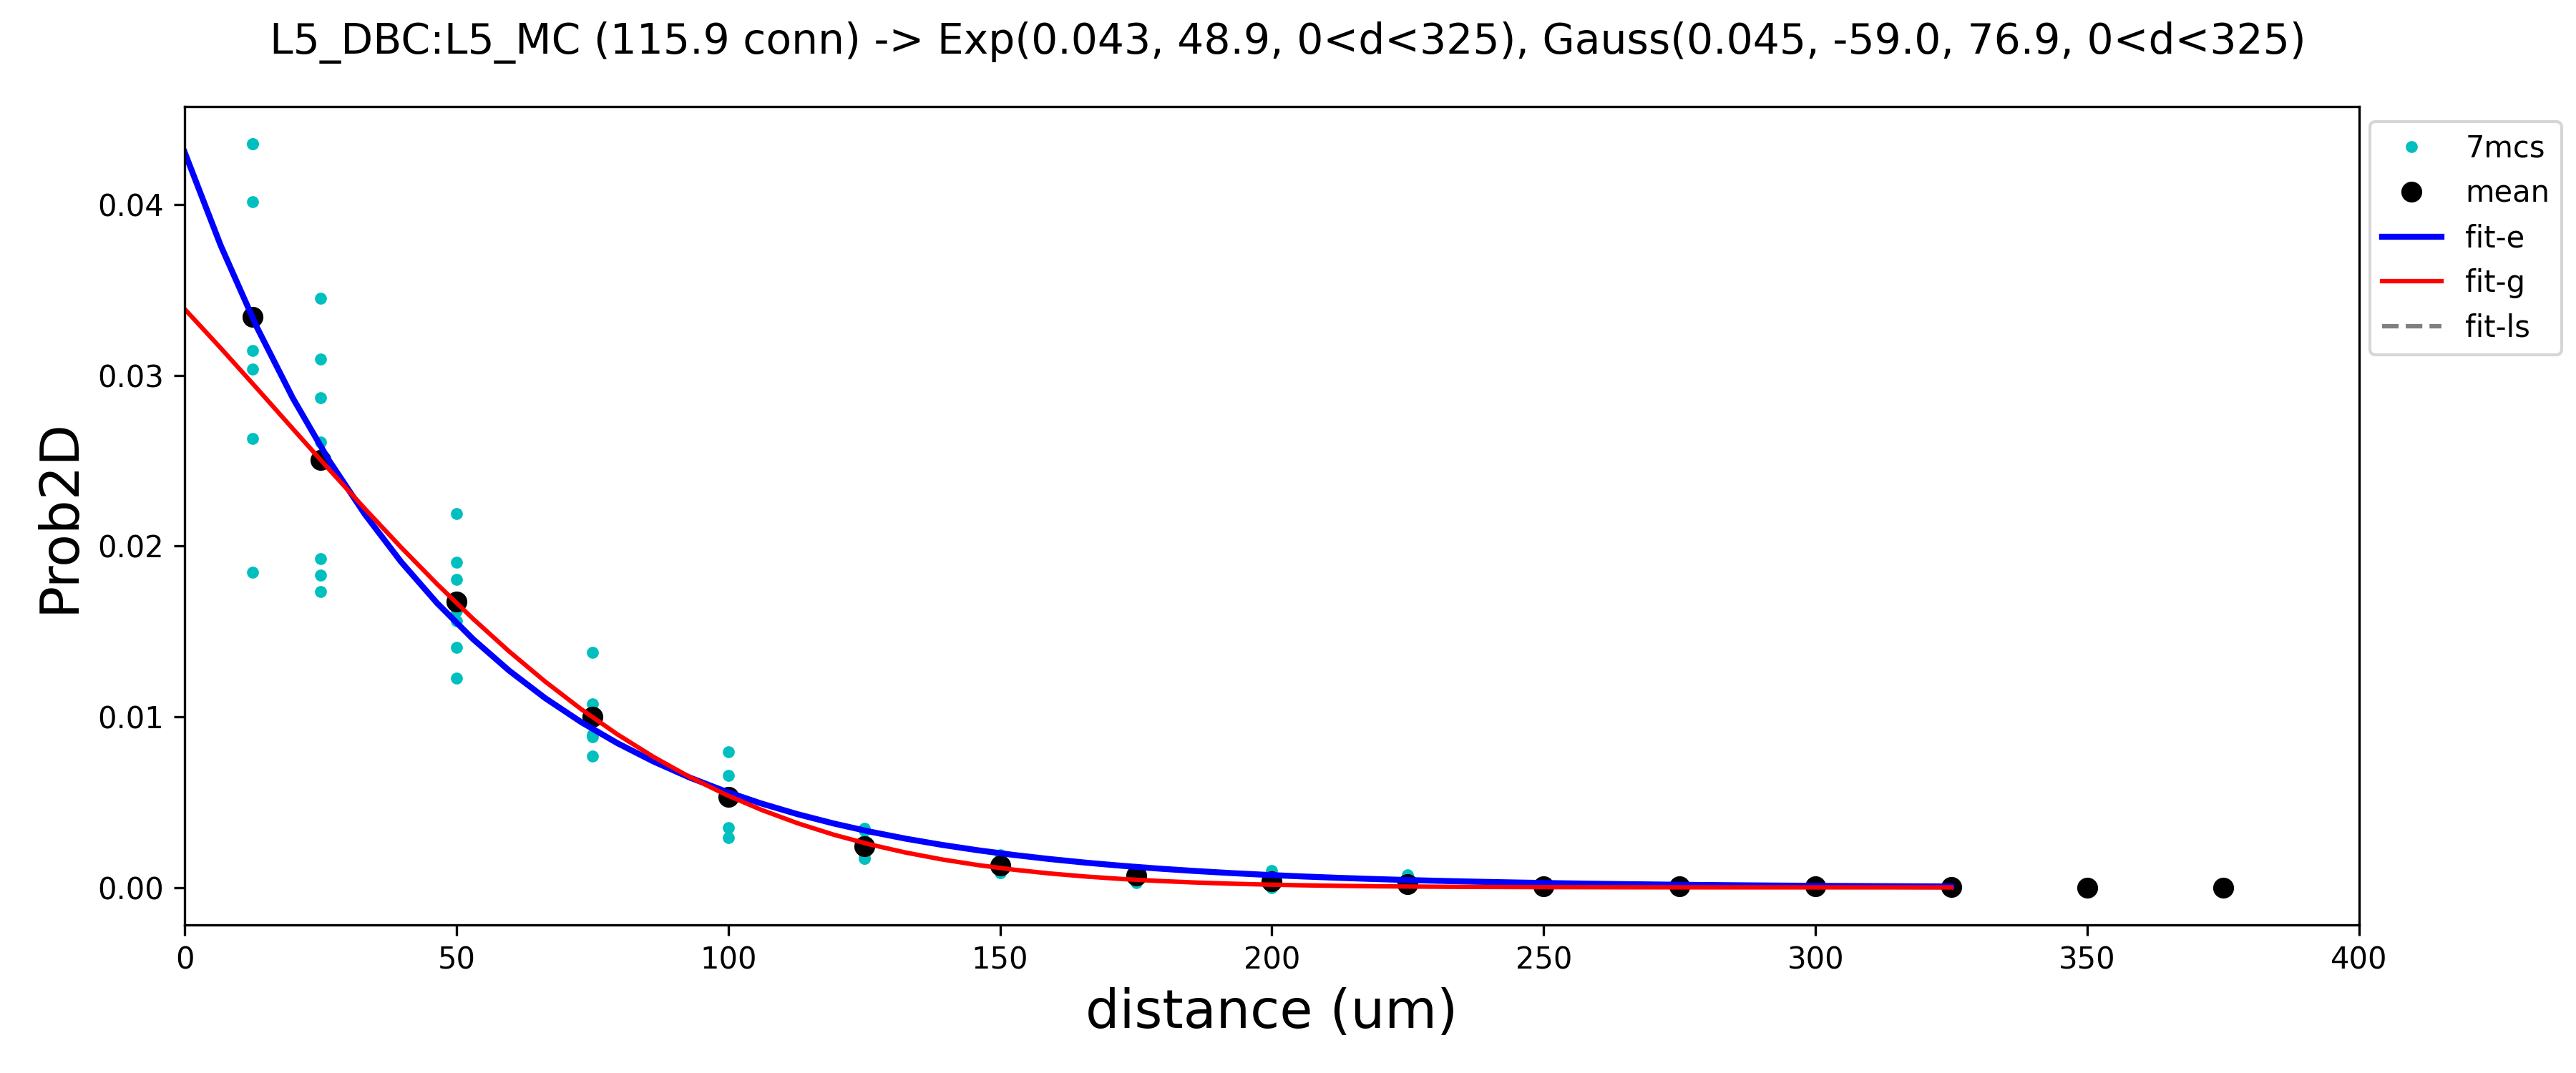 L5_DBC:L5_MC (115.9 conn) -> Exp(0.043, 48.9, 0<d<325), Gauss(0.045, -59.0, 76.9, 0<d<325)
7mcs
mean
fit-e
fit-g
fit-ls
Prob2D
0.04
0.03
0.02
0.01
0.00
0 50 100 150 200 250 300 350 400
distance (um)